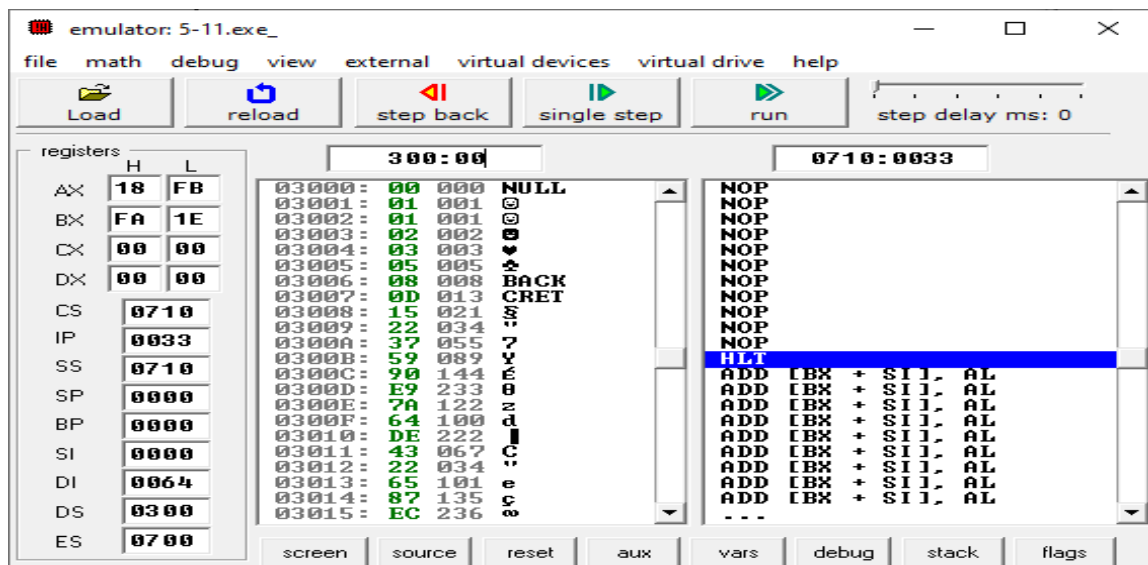 emulator: 5-11.exe_
file math debug view external virtual devices virtual drive help
Load reload step back single step run step delay ms: 0
registers
H L
300:00 0710:0033
AX 18 FB
BX FA 1E
CX 00 00
DX 00 00
CS 0710
IP 0033
SS 0710
SP 0000
BP 0000
SI 0000
DI 0064
DS 0300
ES 0700
03000: 00 000 NULL
03001: 01 001 ☺
03002: 01 001 ☺
03003: 02 002 ☻
03004: 03 003 ♥
03005: 05 005 ♣
03006: 08 008 BACK
03007: 0D 013 CRET
03008: 15 021 §
03009: 22 034 "
0300A: 37 055 7
0300B: 59 089 Y
0300C: 90 144 É
0300D: E9 233 θ
0300E: 7A 122 z
0300F: 64 100 d
03010: DE 222 ▐
03011: 43 067 C
03012: 22 034 "
03013: 65 101 e
03014: 87 135 ç
03015: EC 236 ∞
NOP
NOP
NOP
NOP
NOP
NOP
NOP
NOP
NOP
NOP
NOP
HLT
ADD [BX + SI], AL
ADD [BX + SI], AL
ADD [BX + SI], AL
ADD [BX + SI], AL
ADD [BX + SI], AL
ADD [BX + SI], AL
ADD [BX + SI], AL
ADD [BX + SI], AL
ADD [BX + SI], AL
...
screen source reset aux vars debug stack flags